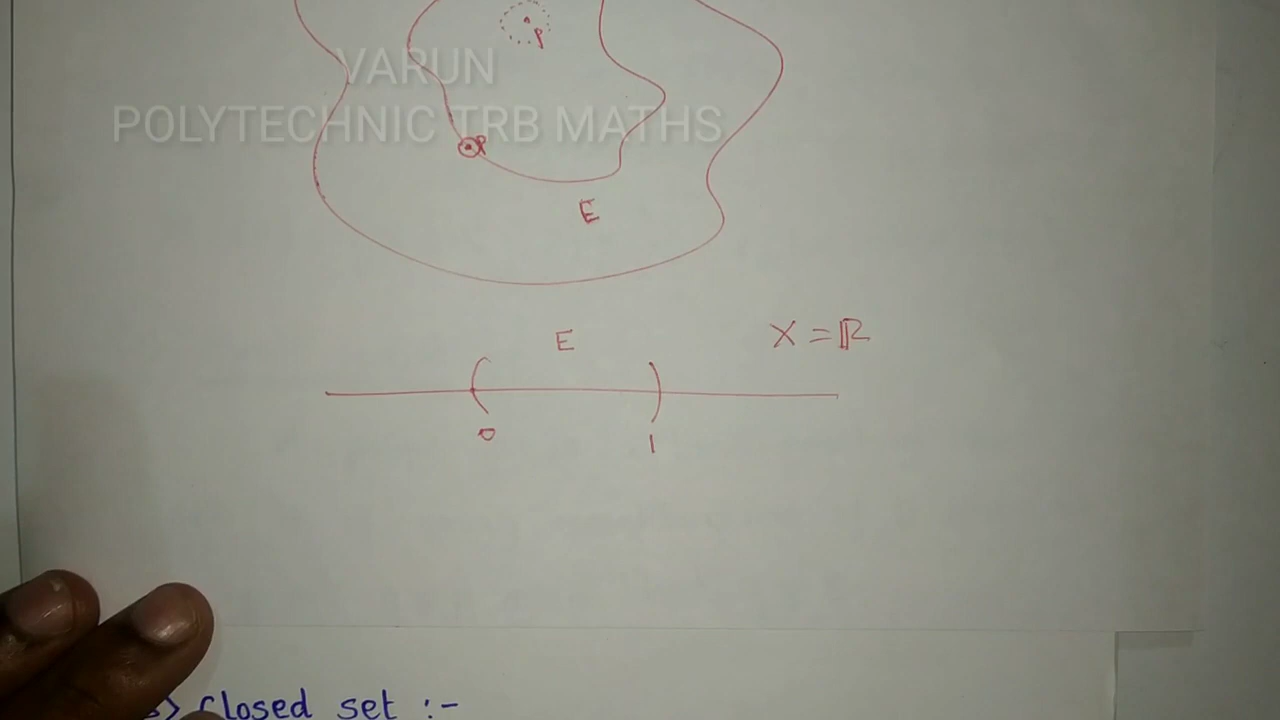 P
VARUN
POLYTECHNIC TRB MATHS
P
E
E
X = ℝ
0 1
Closed set :-